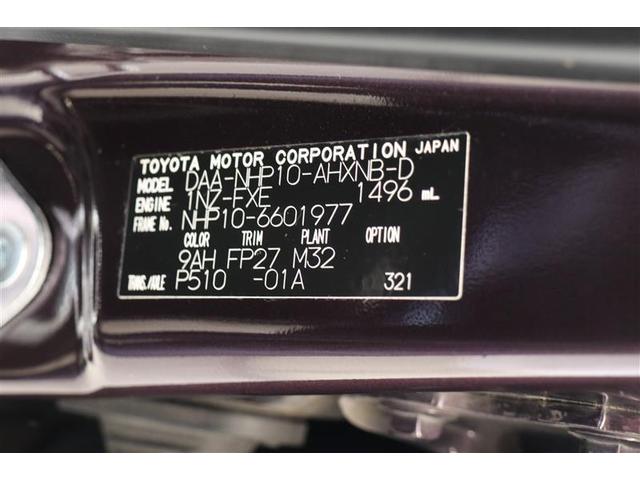 TOYOTA MOTOR CORPORATION JAPAN
MODEL DAA-NHP10-AHXNB-D
ENGINE 1NZ-FXE 1496 mL
FRAME No. NHP10-6601977
COLOR TRIM PLANT OPTION
9AH FP27 M32
TRANS./AXLE P510 -01A 321